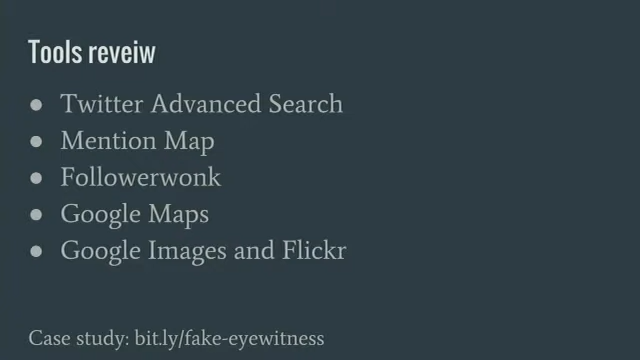 Tools reveiw
● Twitter Advanced Search
● Mention Map
● Followerwonk
● Google Maps
● Google Images and Flickr
Case study: bit.ly/fake-eyewitness